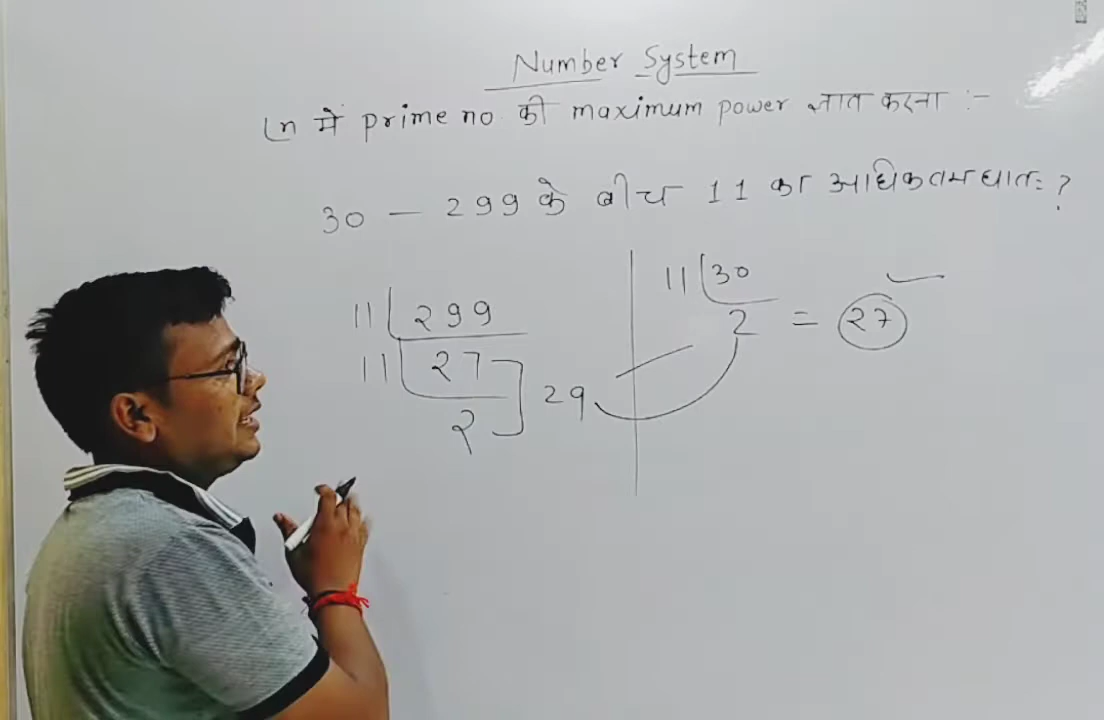 Number System
Ln में prime no की maximum power ज्ञात करना :-
30 - 299 के बीच 11 का अधिकतम घातः ?
11 299
11 27
2
29
11 30
2 = 27